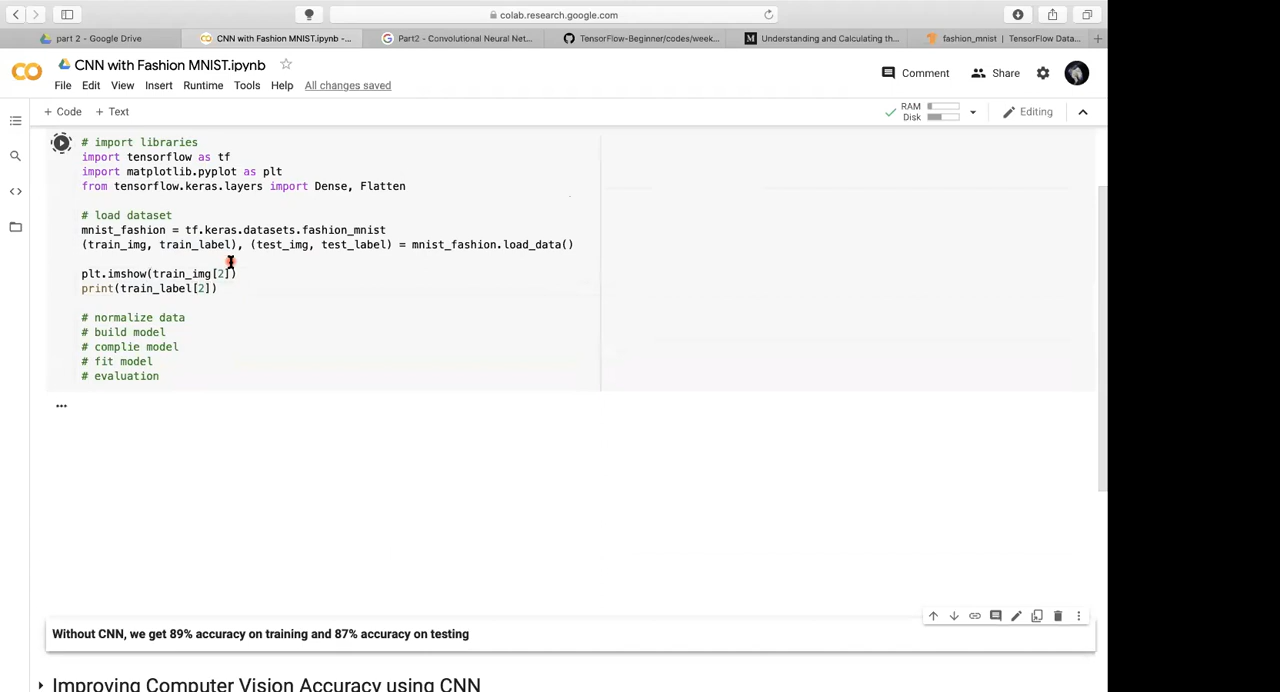 colab.research.google.com
part 2 - Google Drive
CNN with Fashion MNIST.ipynb -...
Part2 - Convolutional Neural Net...
TensorFlow-Beginner/codes/week...
Understanding and Calculating th...
fashion_mnist | TensorFlow Data...
CNN with Fashion MNIST.ipynb
Comment
Share
File Edit View Insert Runtime Tools Help All changes saved
+ Code + Text
RAM
Disk
Editing
# import libraries
import tensorflow as tf
import matplotlib.pyplot as plt
from tensorflow.keras.layers import Dense, Flatten
# load dataset
mnist_fashion = tf.keras.datasets.fashion_mnist
(train_img, train_label), (test_img, test_label) = mnist_fashion.load_data()
plt.imshow(train_img[2])
print(train_label[2])
# normalize data
# build model
# complie model
# fit model
# evaluation
...
Without CNN, we get 89% accuracy on training and 87% accuracy on testing
Improving Computer Vision Accuracy using CNN